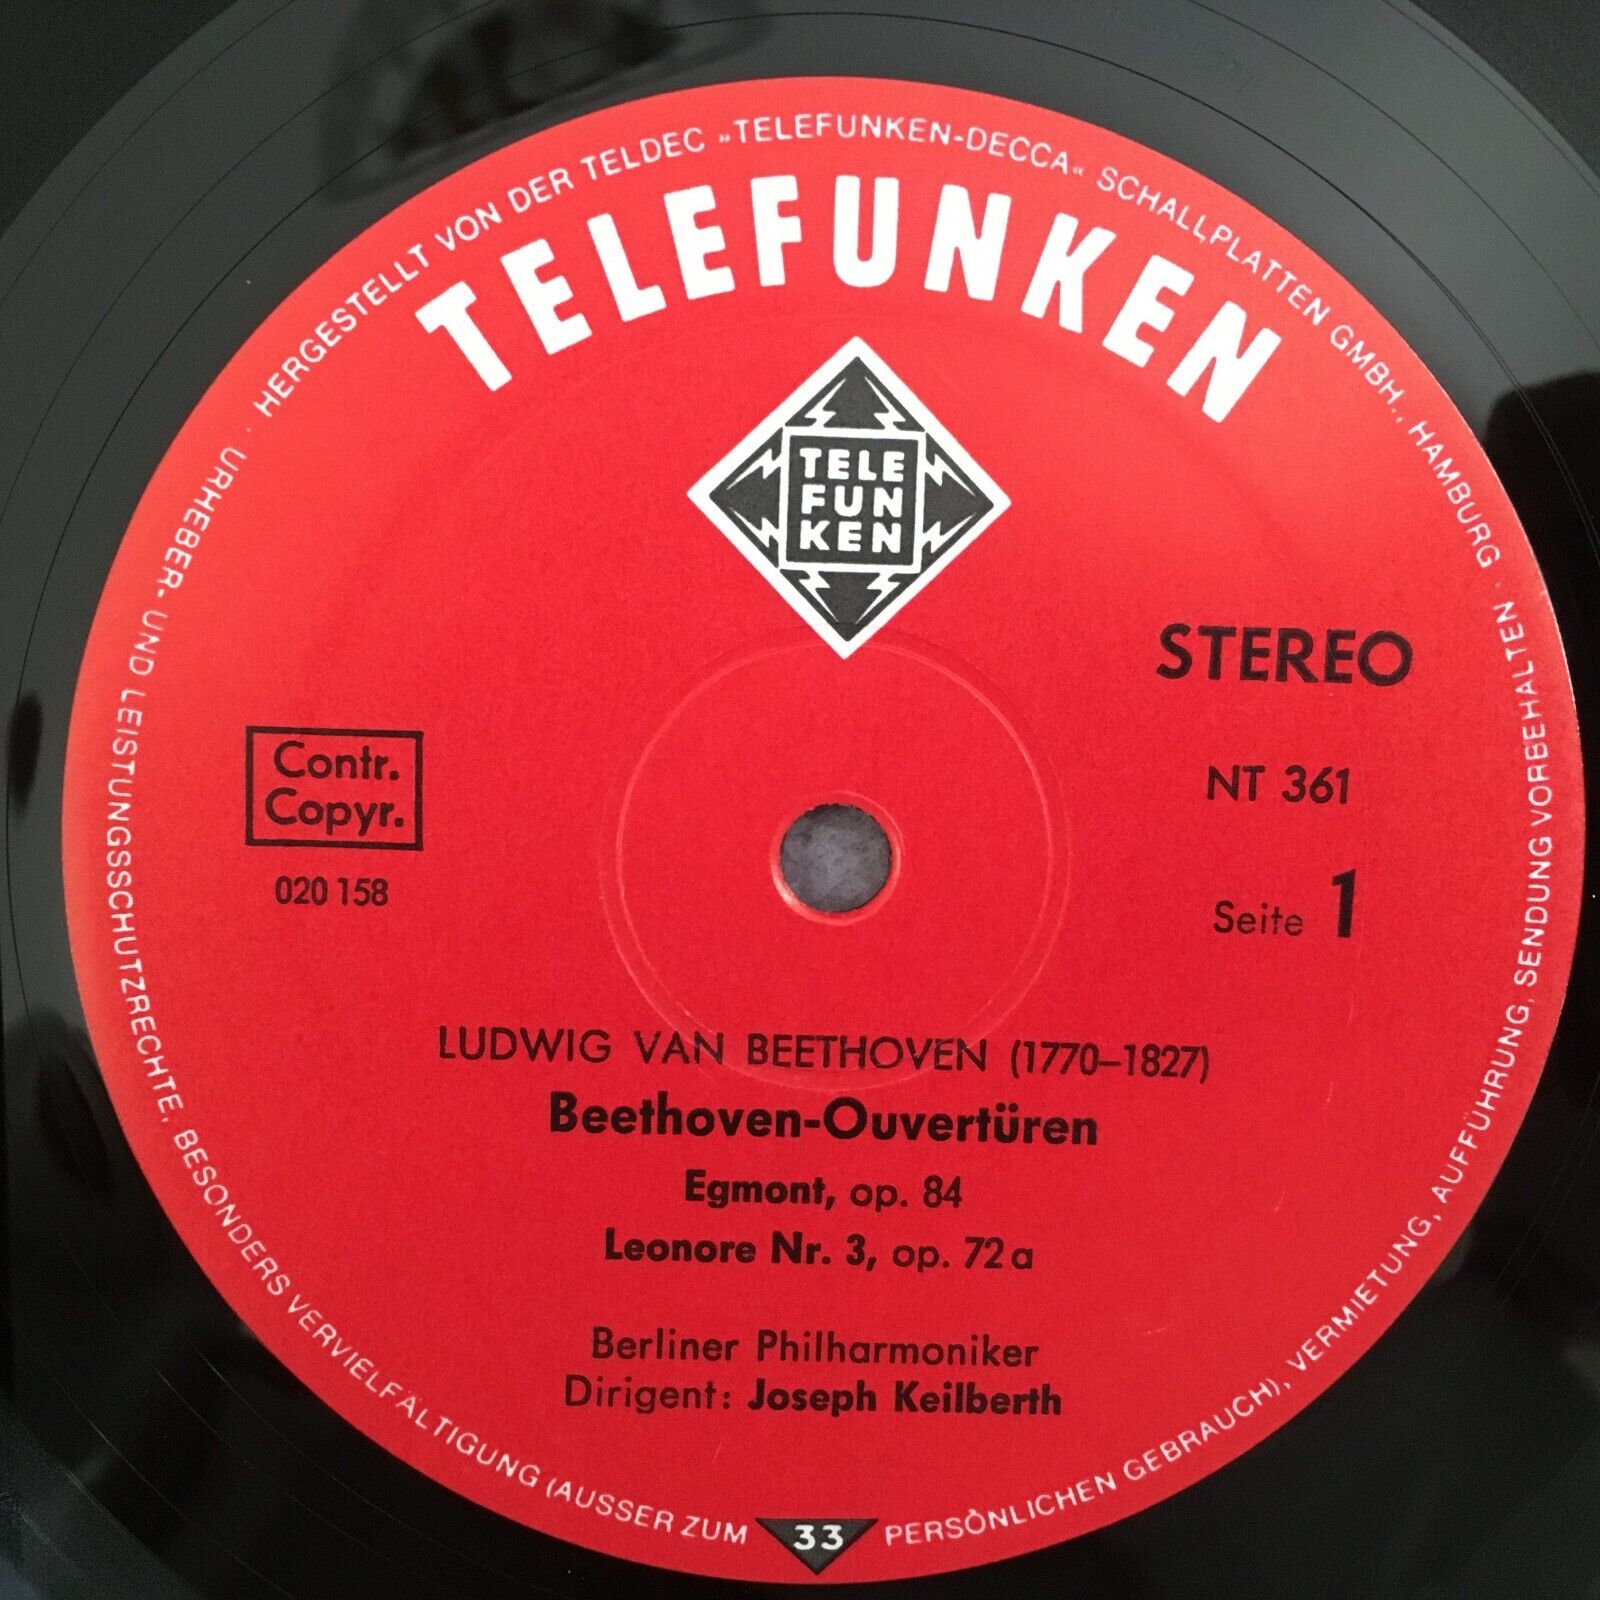 HERGESTELLT VON DER TELDEC „TELEFUNKEN-DECCA“ SCHALLPLATTEN GMBH., HAMBURG · URHEBER- UND LEISTUNGSSCHUTZRECHTE, BESONDERS VERVIELFÄLTIGUNG (AUSSER ZUM PERSÖNLICHEN GEBRAUCH), VERMIETUNG, AUFFÜHRUNG, SENDUNG VORBEHALTEN ·
TELEFUNKEN
TELE
FUN
KEN
STEREO
Contr.
Copyr.
020 158
NT 361
Seite 1
LUDWIG VAN BEETHOVEN (1770–1827)
Beethoven-Ouvertüren
Egmont, op. 84
Leonore Nr. 3, op. 72 a
Berliner Philharmoniker
Dirigent: Joseph Keilberth
33